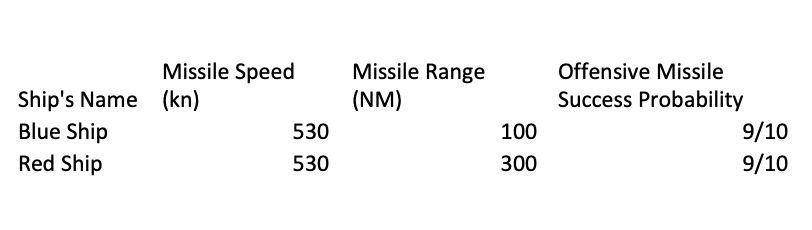 Missile Speed Missile Range Offensive Missile
Ship's Name (kn) (NM) Success Probability
Blue Ship 530 100 9/10
Red Ship 530 300 9/10